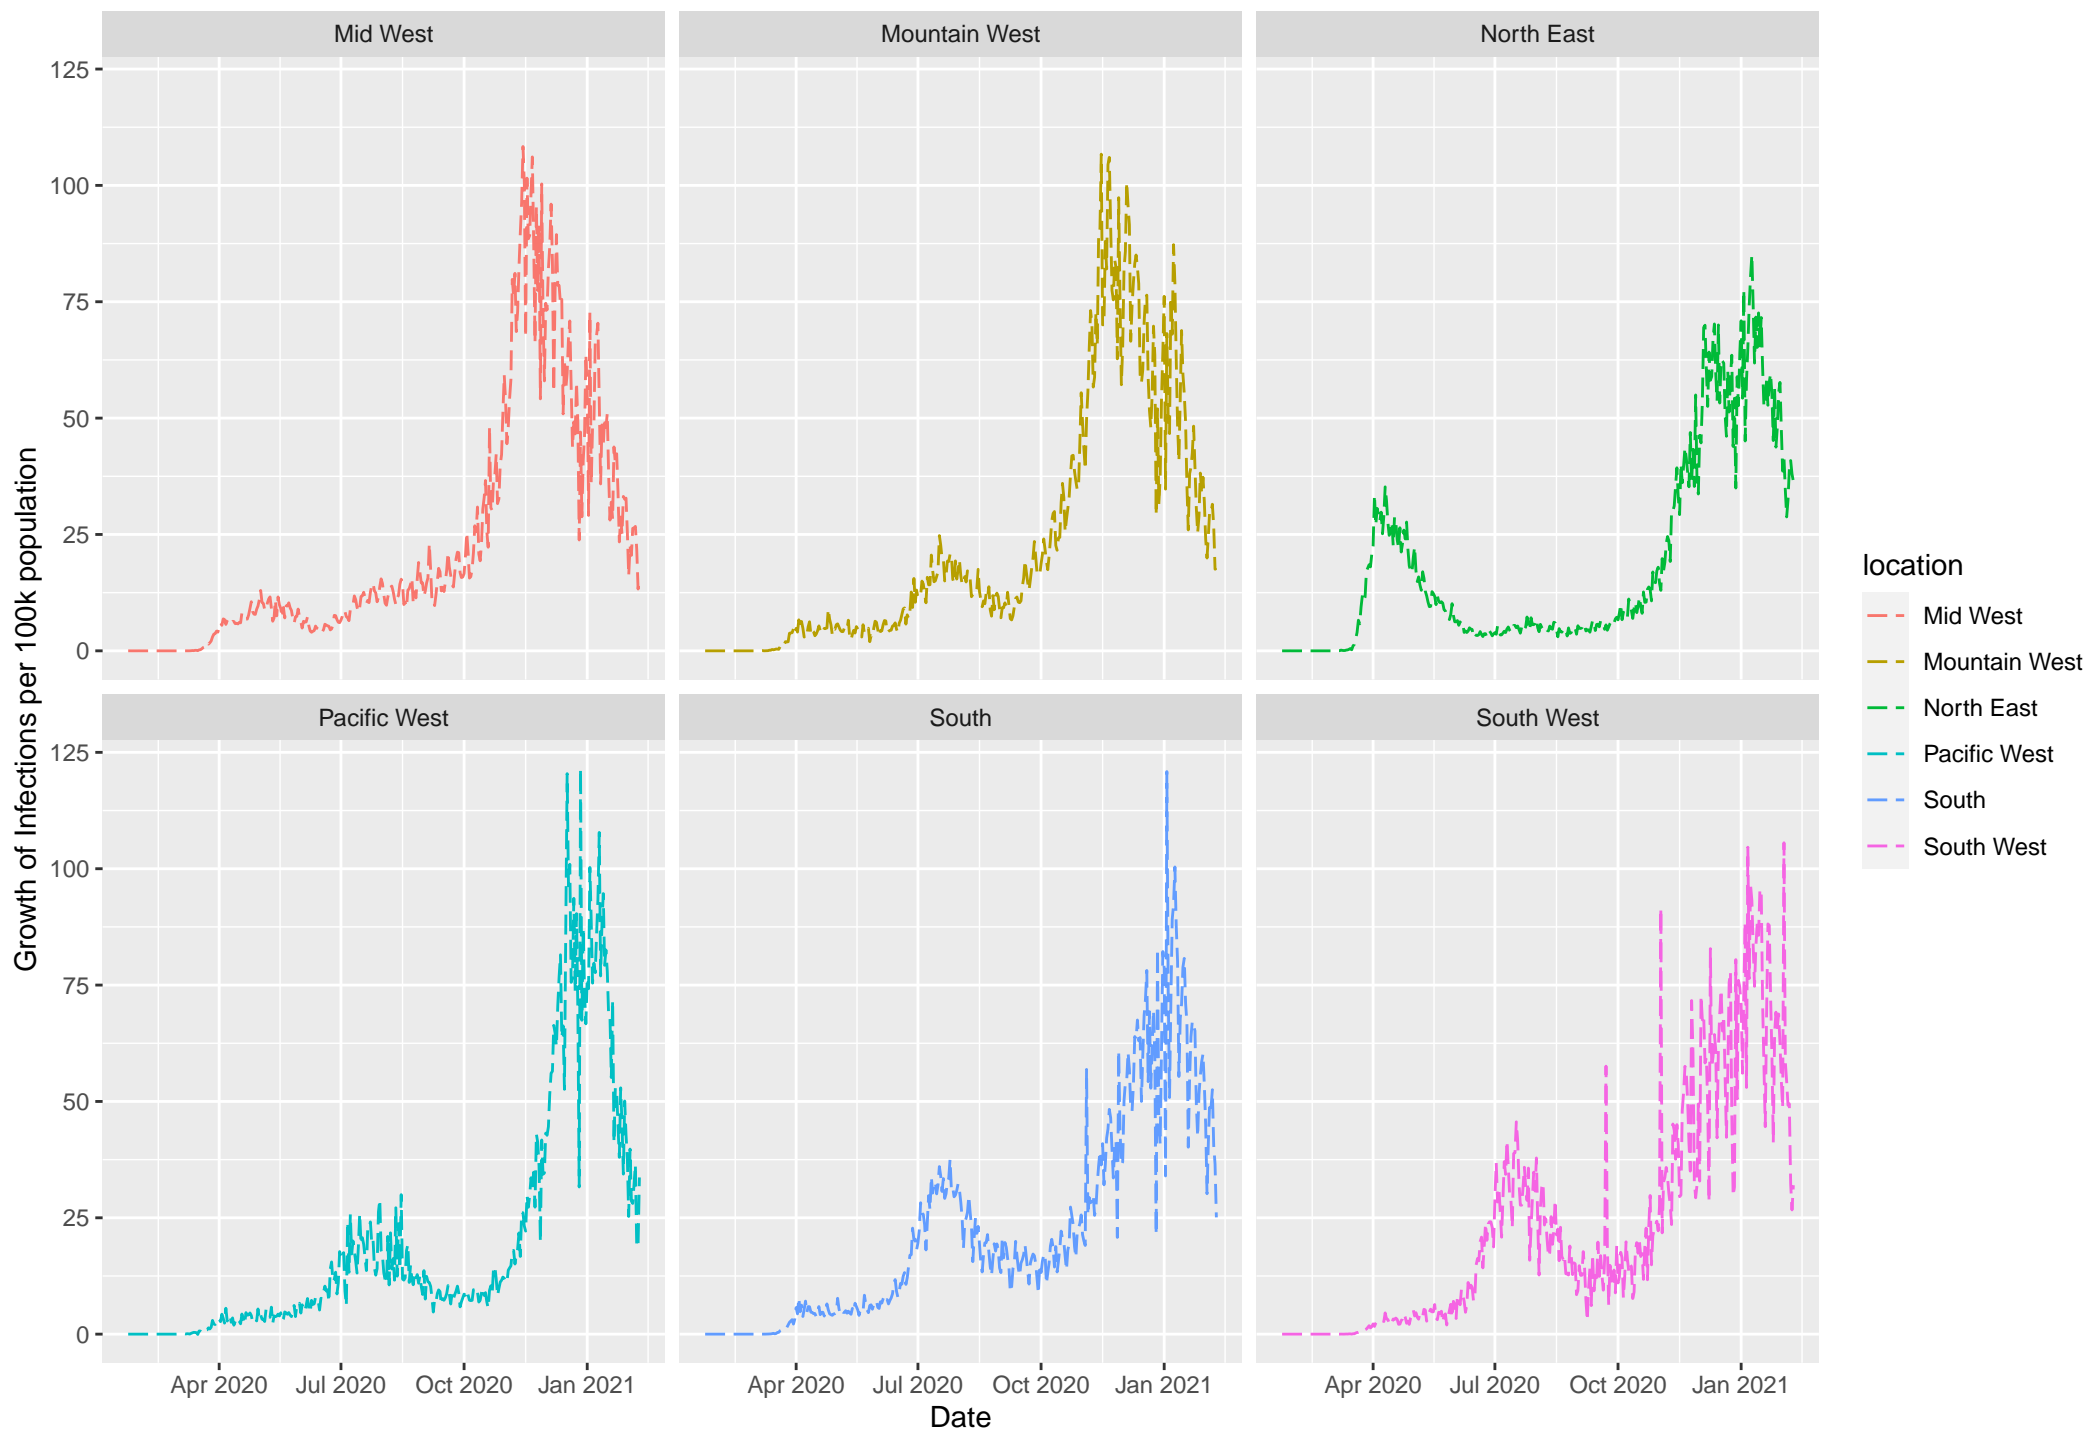 Mid West
Mountain West
North East
125
100
75
50
25
0
Pacific West
South
South West
125
100
75
50
25
0
Apr 2020 Jul 2020 Oct 2020 Jan 2021
Apr 2020 Jul 2020 Oct 2020 Jan 2021
Apr 2020 Jul 2020 Oct 2020 Jan 2021
Date
Growth of Infections per 100k population
location
Mid West
Mountain West
North East
Pacific West
South
South West